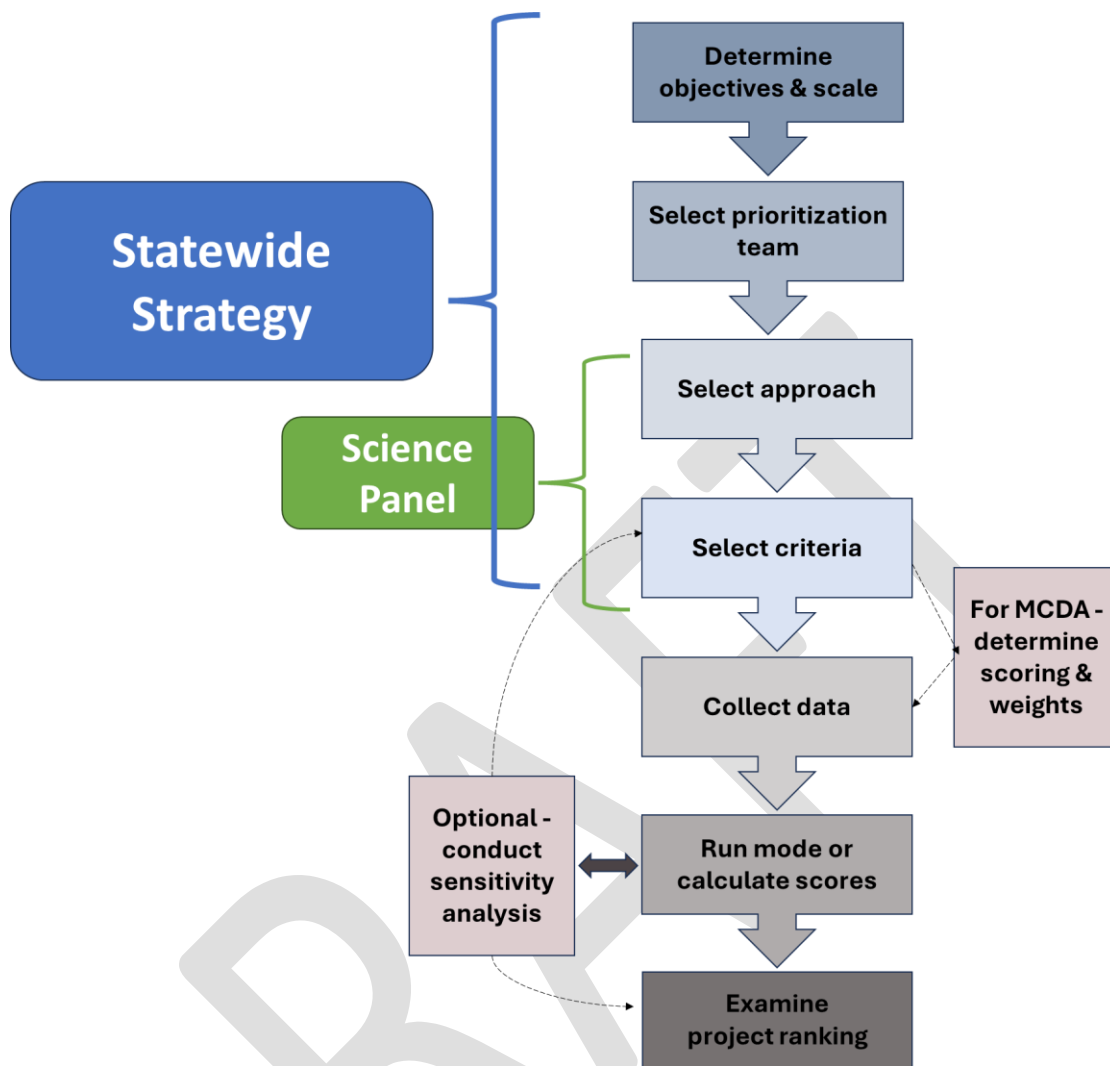 Determine
objectives & scale
Select prioritization
team
Statewide
Strategy
Select approach
Science
Panel
Select criteria
For MCDA -
determine
scoring &
weights
Collect data
Optional -
conduct
sensitivity
analysis
Run mode or
calculate scores
Examine
project ranking
DRAFT